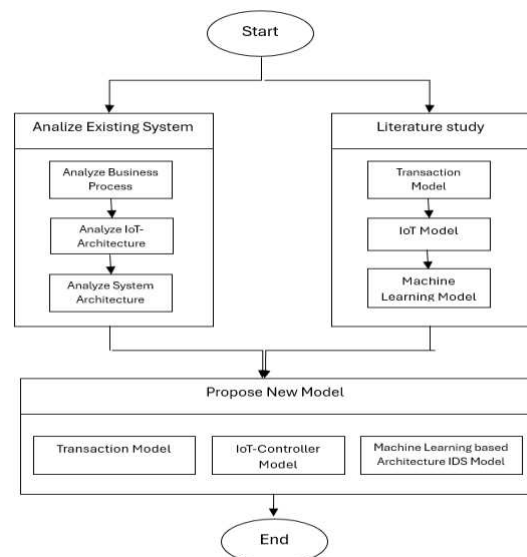 Start
Analize Existing System
Analyze Business
Process
Analyze IoT-
Architecture
Analyze System
Architecture
Literature study
Transaction
Model
IoT Model
Machine
Learning Model
Propose New Model
Transaction Model
IoT-Controller
Model
Machine Learning based
Architecture IDS Model
End